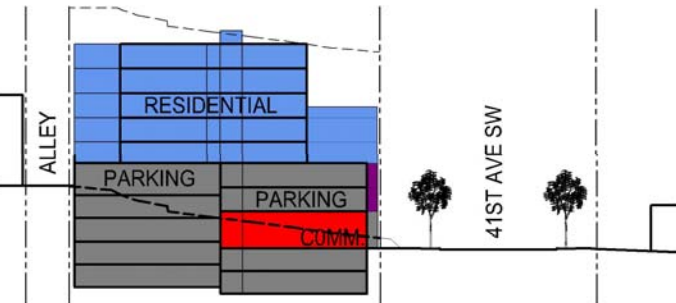 ALLEY
RESIDENTIAL
PARKING
PARKING
COMM.
41ST AVE SW